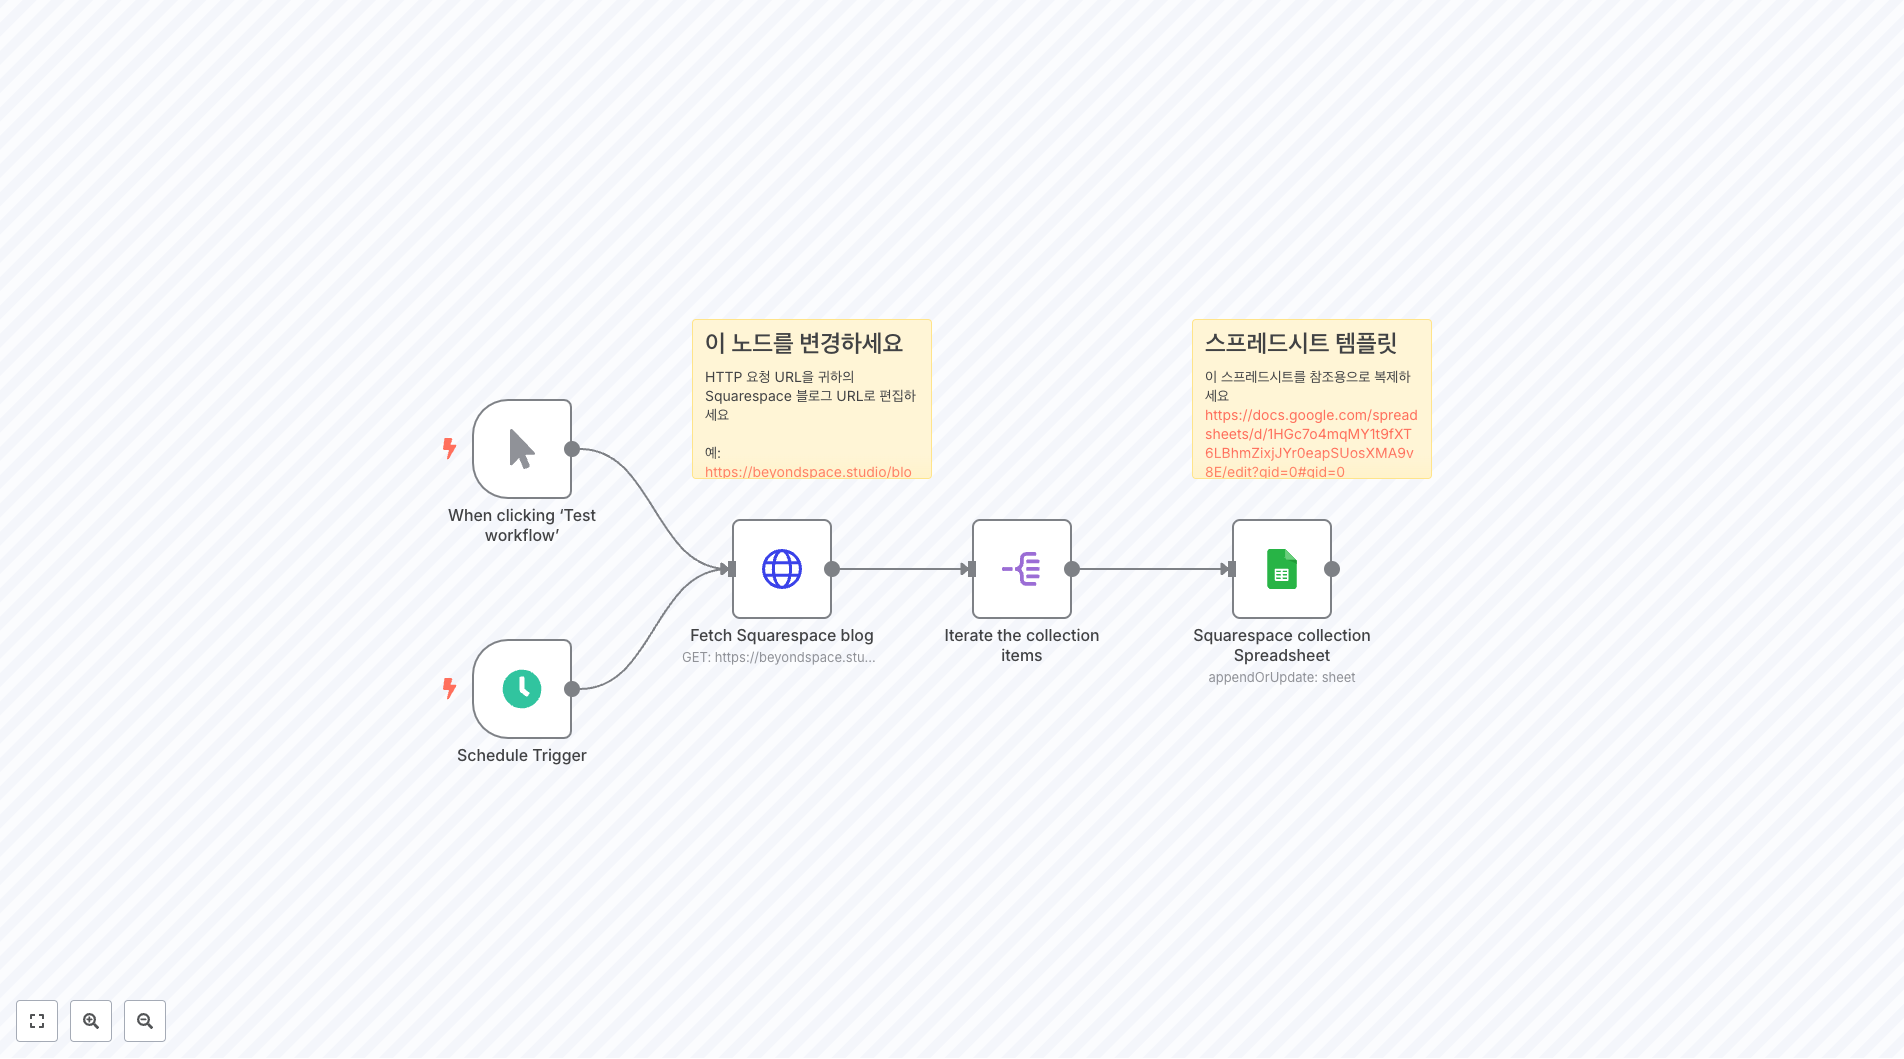 이 노드를 변경하세요
HTTP 요청 URL을 귀하의
Squarespace 블로그 URL로 편집하
세요
예:
https://beyondspace.studio/blo
스프레드시트 템플릿
이 스프레드시트를 참조용으로 복제하
세요
https://docs.google.com/spread
sheets/d/1HGc7o4mqMY1t9fXT
6LBhmZixjJYr0eapSUosXMA9v
8E/edit?gid=0#gid=0
When clicking ‘Test
workflow’
Fetch Squarespace blog
GET: https://beyondspace.stu...
Iterate the collection
items
Squarespace collection
Spreadsheet
appendOrUpdate: sheet
Schedule Trigger